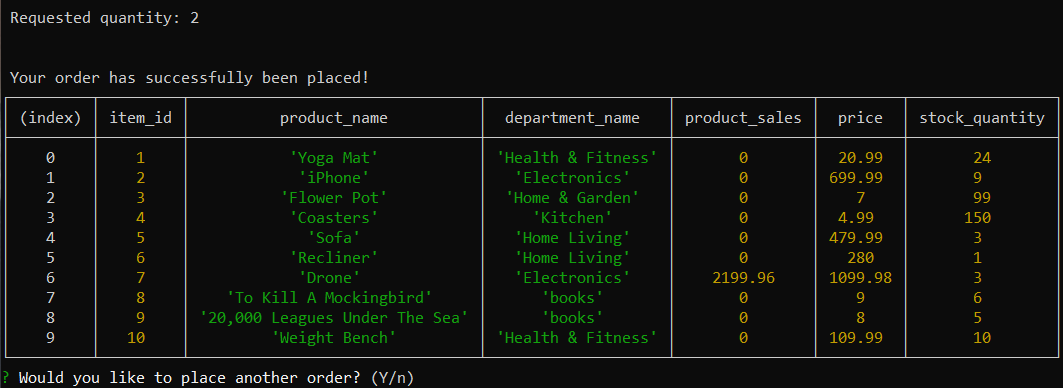 Requested quantity: 2
Your order has successfully been placed!
(index) item_id product_name department_name product_sales price stock_quantity
0 1 'Yoga Mat' 'Health & Fitness' 0 20.99 24
1 2 'iPhone' 'Electronics' 0 699.99 9
2 3 'Flower Pot' 'Home & Garden' 0 7 99
3 4 'Coasters' 'Kitchen' 0 4.99 150
4 5 'Sofa' 'Home Living' 0 479.99 3
5 6 'Recliner' 'Home Living' 0 280 1
6 7 'Drone' 'Electronics' 2199.96 1099.98 3
7 8 'To Kill A Mockingbird' 'books' 0 9 6
8 9 '20,000 Leagues Under The Sea' 'books' 0 8 5
9 10 'Weight Bench' 'Health & Fitness' 0 109.99 10
? Would you like to place another order? (Y/n)